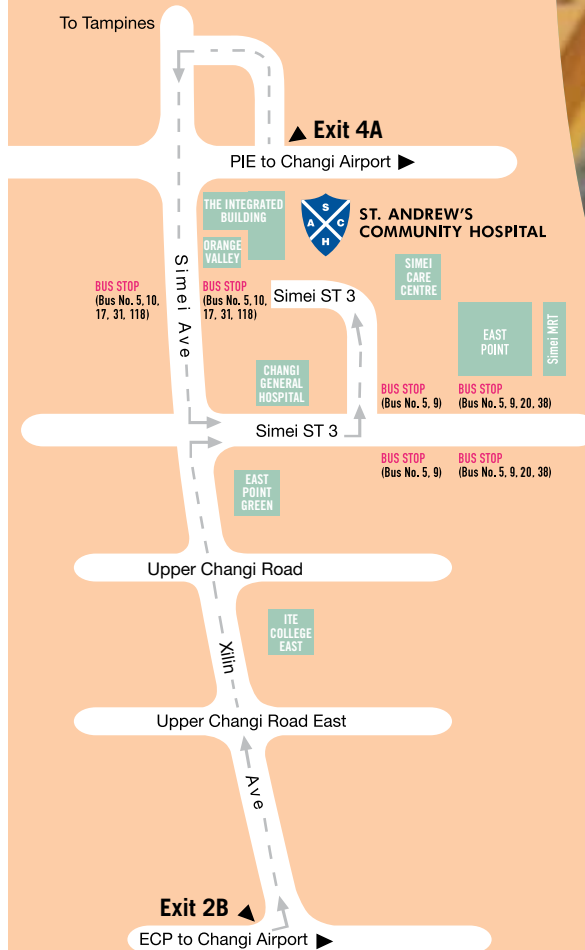 To Tampines
Exit 4A
PIE to Changi Airport
THE INTEGRATED
BUILDING
ORANGE
VALLEY
S
A C
H
ST. ANDREW'S
COMMUNITY HOSPITAL
SIMEI
CARE
CENTRE
Simei Ave
BUS STOP
(Bus No. 5, 10,
17, 31, 118)
BUS STOP
(Bus No. 5, 10,
17, 31, 118)
Simei ST 3
EAST
POINT
Simei MRT
CHANGI
GENERAL
HOSPITAL
BUS STOP
(Bus No. 5, 9)
BUS STOP
(Bus No. 5, 9, 20, 38)
Simei ST 3
BUS STOP
(Bus No. 5, 9)
BUS STOP
(Bus No. 5, 9, 20, 38)
EAST
POINT
GREEN
Upper Changi Road
ITE
COLLEGE
EAST
Xilin
Upper Changi Road East
Ave
Exit 2B
ECP to Changi Airport